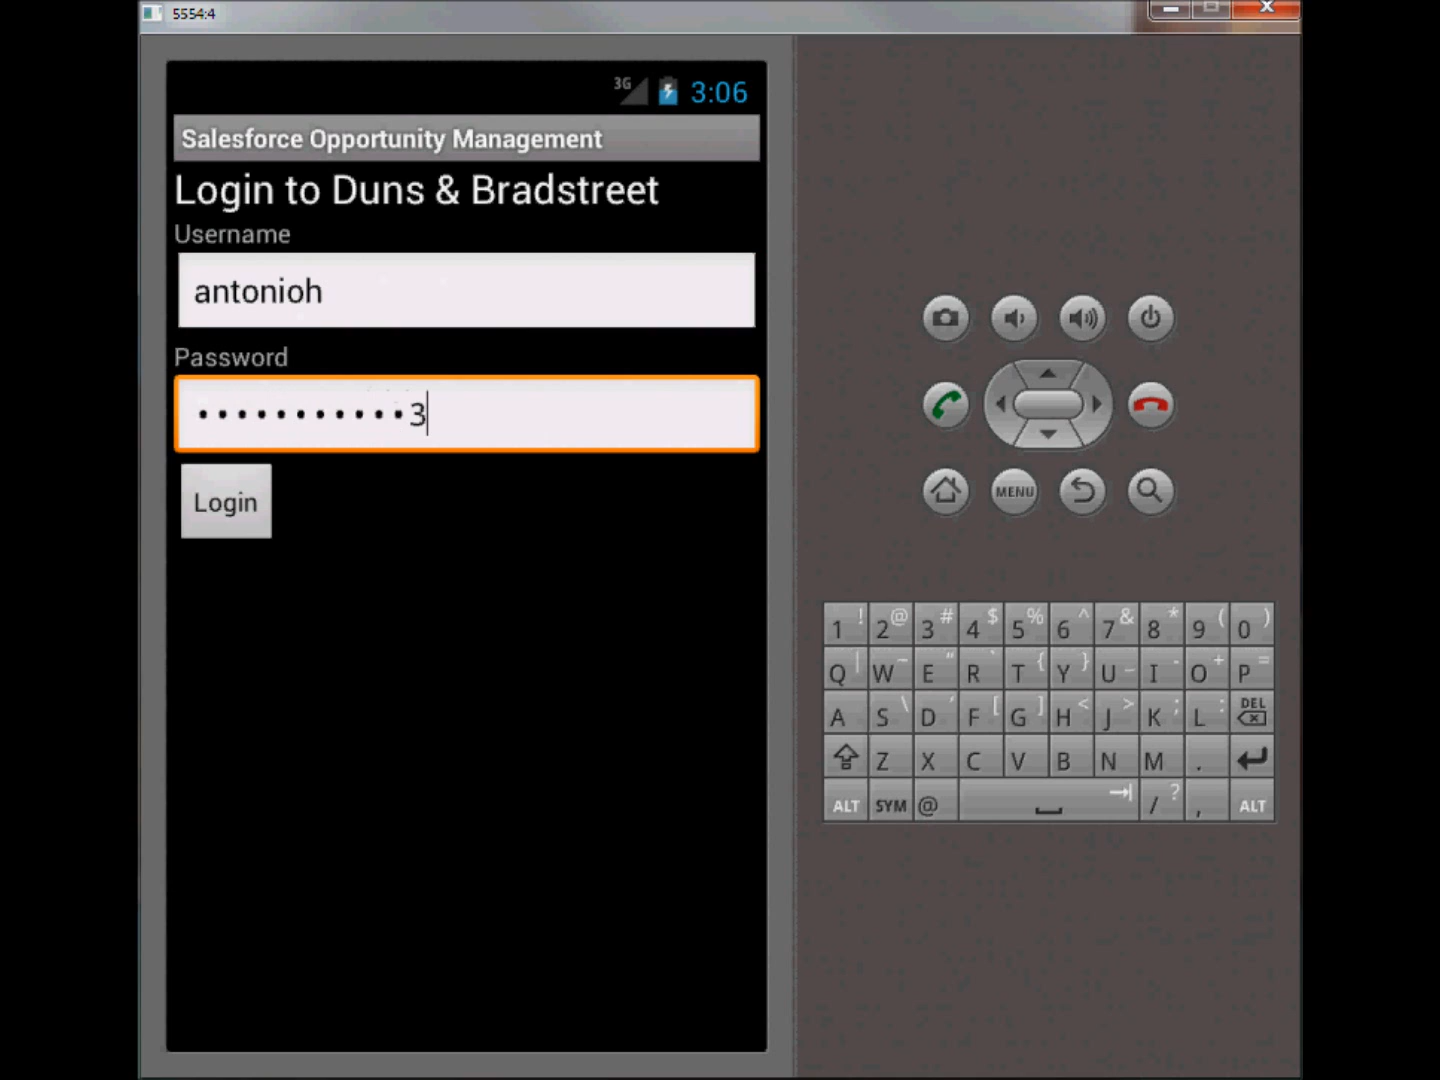 5554:4
3G 3:06
Salesforce Opportunity Management
Login to Duns & Bradstreet
Username
antonioh
Password
•••••••••••3
Login
MENU
1 ! 2 @ 3 # 4 $ 5 % 6 ^ 7 & 8 * 9 ( 0 )
Q | W ~ E " R ` T { Y } U _ I - O + P =
A S \ D ' F [ G ] H < J > K ; L : DEL
Z X C V B N M .
ALT SYM @ / ? , ALT